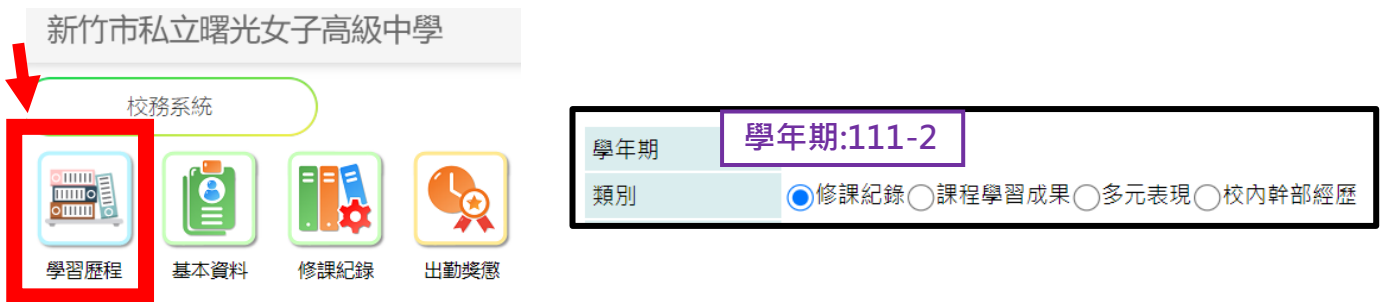 新竹市私立曙光女子高級中學
校務系統
學習歷程
基本資料
修課紀錄
出勤獎懲
學年期
學年期:111-2
類別
修課紀錄 課程學習成果 多元表現 校內幹部經歷